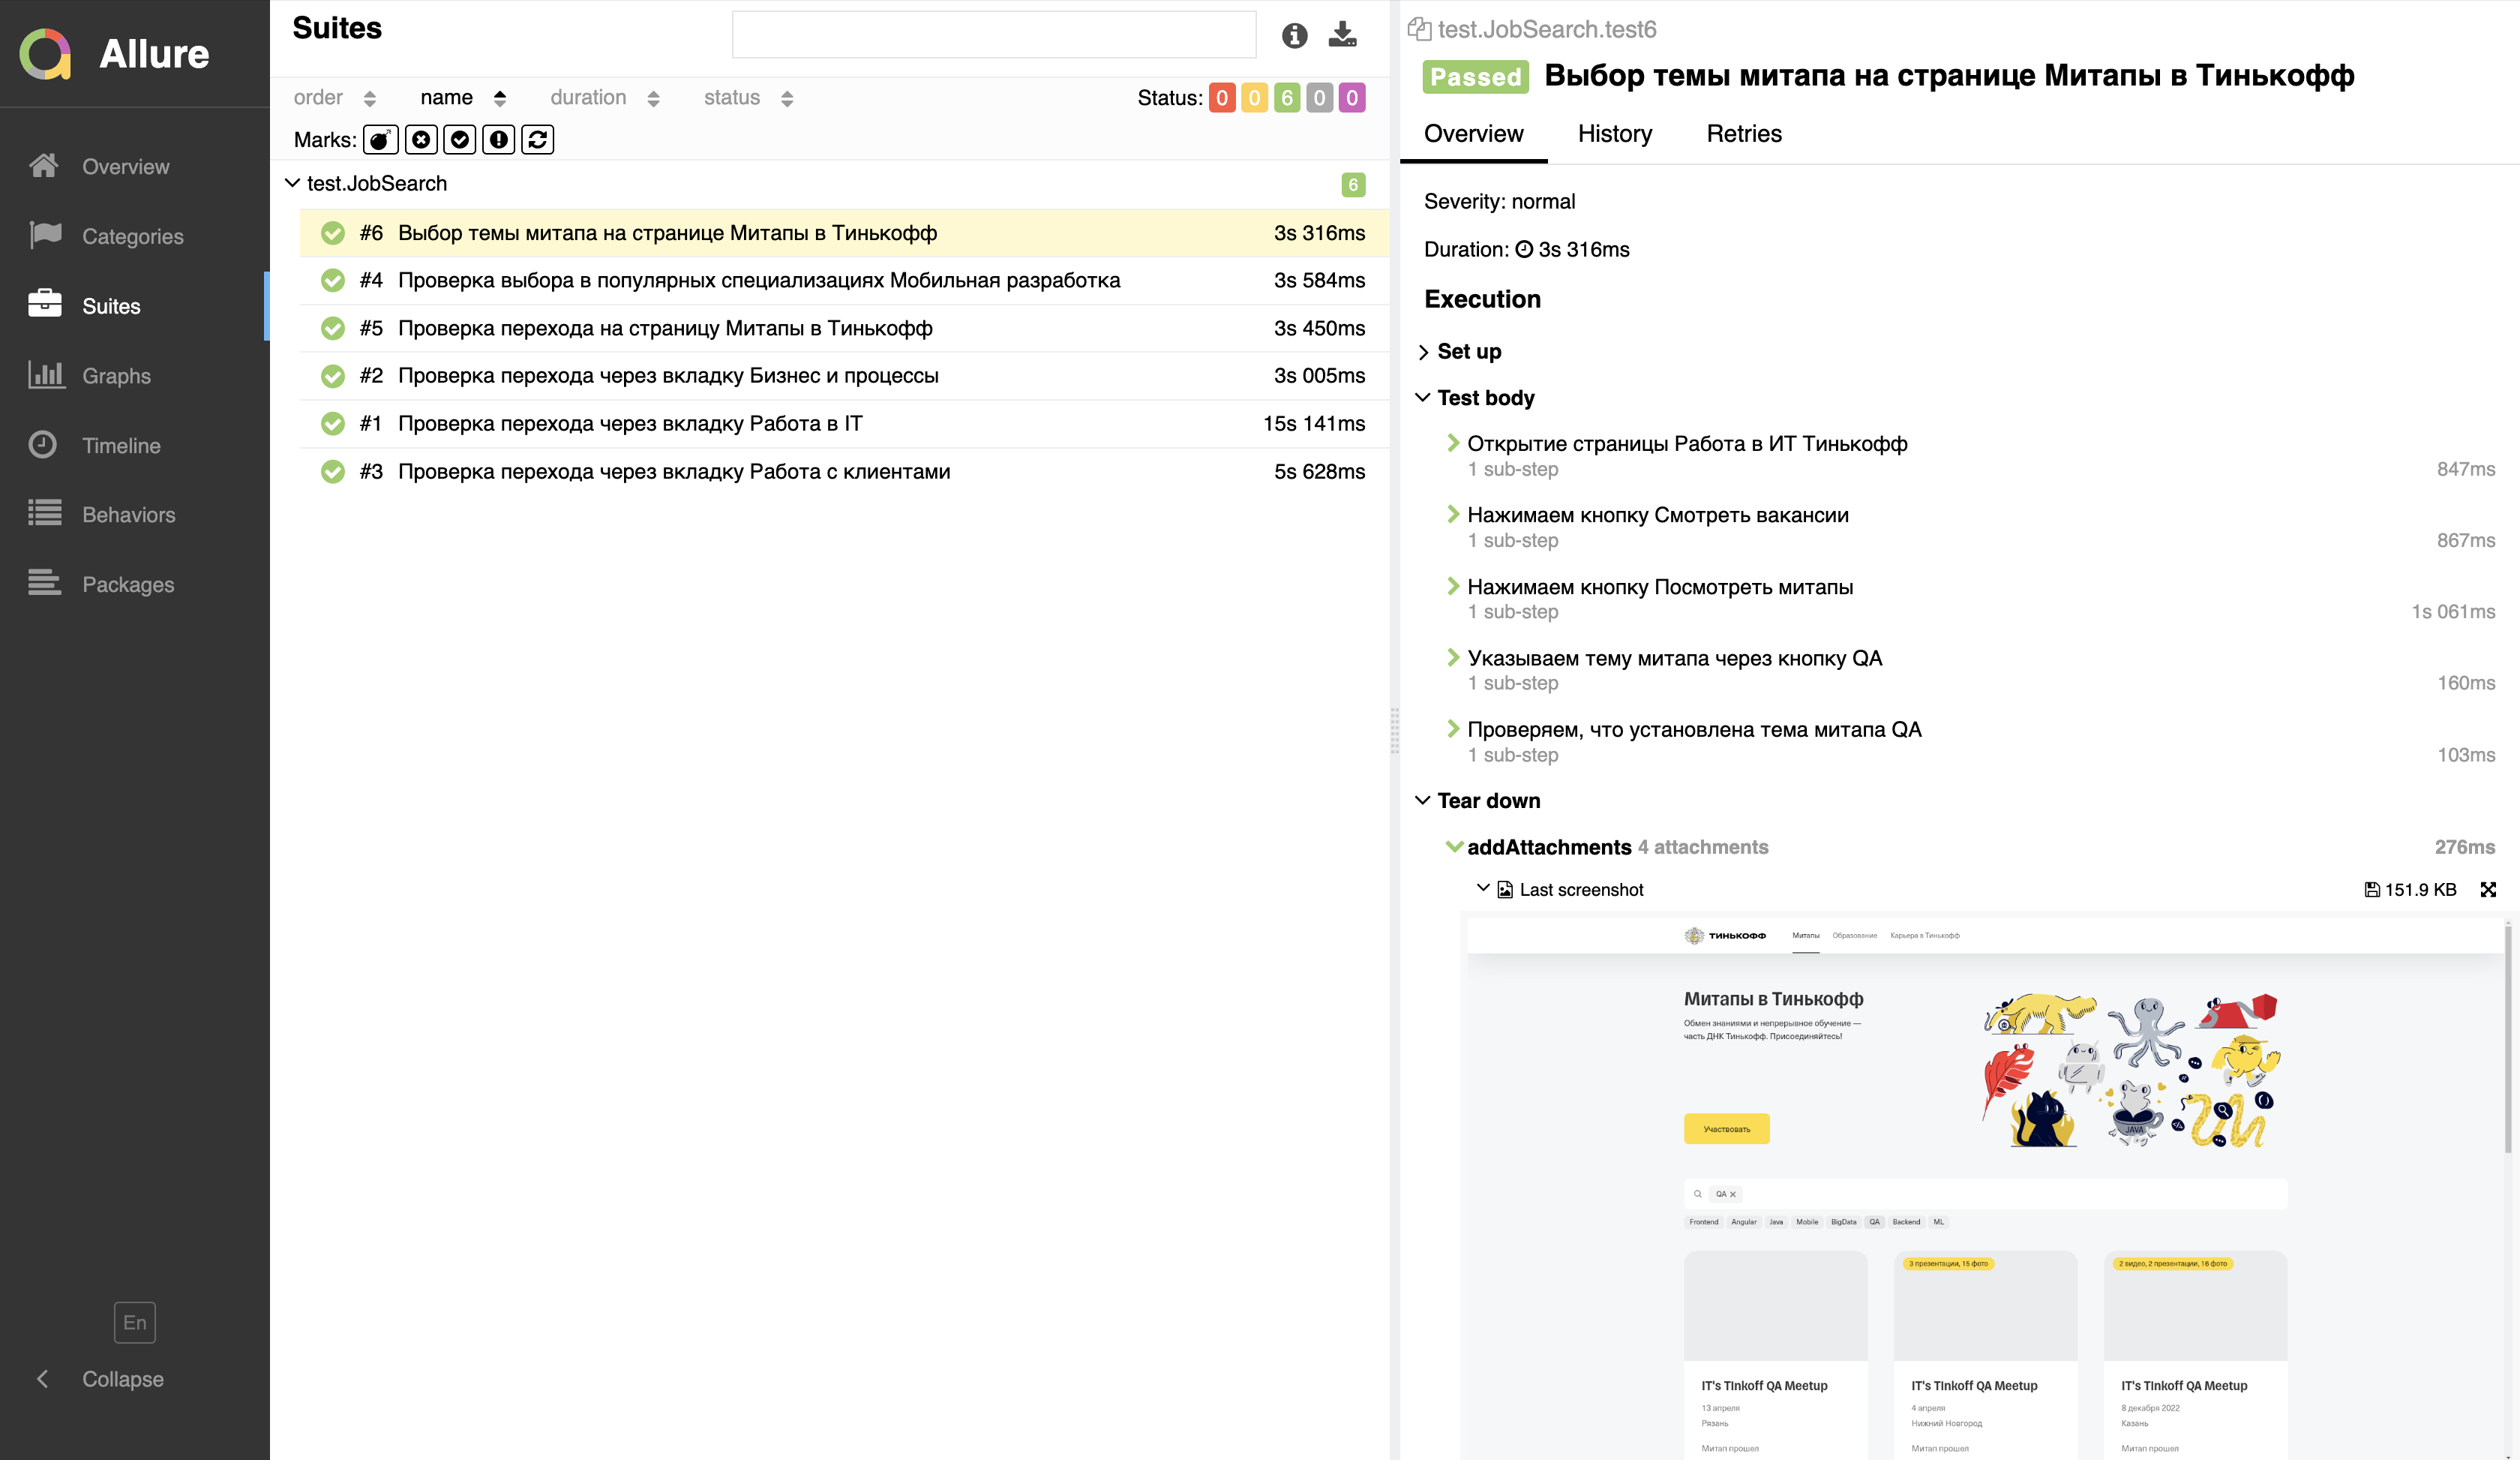 Allure
Overview
Categories
Suites
Graphs
Timeline
Behaviors
Packages
En
Collapse
Suites
order name duration status
Status: 0 0 6 0 0
Marks:
test.JobSearch 6
#6 Выбор темы митапа на странице Митапы в Тинькофф 3s 316ms
#4 Проверка выбора в популярных специализациях Мобильная разработка 3s 584ms
#5 Проверка перехода на страницу Митапы в Тинькофф 3s 450ms
#2 Проверка перехода через вкладку Бизнес и процессы 3s 005ms
#1 Проверка перехода через вкладку Работа в IT 15s 141ms
#3 Проверка перехода через вкладку Работа с клиентами 5s 628ms
test.JobSearch.test6
Passed Выбор темы митапа на странице Митапы в Тинькофф
Overview History Retries
Severity: normal
Duration: 3s 316ms
Execution
Set up
Test body
Открытие страницы Работа в ИТ Тинькофф
1 sub-step 847ms
Нажимаем кнопку Смотреть вакансии
1 sub-step 867ms
Нажимаем кнопку Посмотреть митапы
1 sub-step 1s 061ms
Указываем тему митапа через кнопку QA
1 sub-step 160ms
Проверяем, что установлена тема митапа QA
1 sub-step 103ms
Tear down
addAttachments 4 attachments 276ms
Last screenshot 151.9 KB
ТИНЬКОФФ Митапы Образование Карьера в Тинькофф
Митапы в Тинькофф
Обмен знаниями и непрерывное обучение —
часть ДНК Тинькофф. Присоединяйтесь!
JAVA
Участвовать
QA
Frontend Angular Java Mobile BigData QA Backend ML
3 презентации, 15 фото 2 видео, 2 презентации, 16 фото
IT's TInkoff QA Meetup IT's TInkoff QA Meetup IT's TInkoff QA Meetup
13 апреля 4 апреля 8 декабря 2022
Рязань Нижний Новгород Казань
Митап прошел Митап прошел Митап прошел